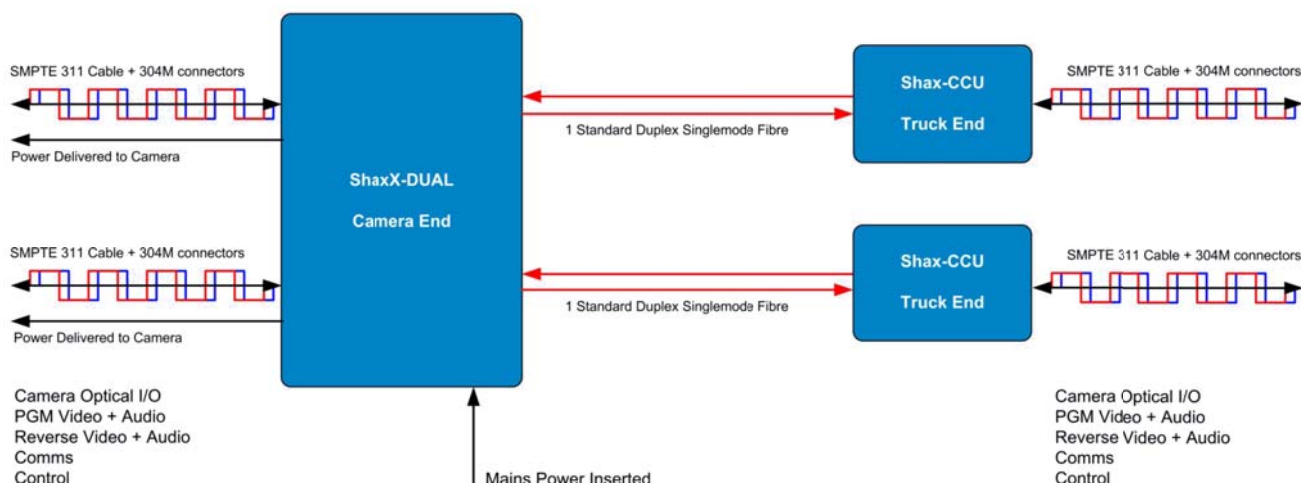 SMPTE 311 Cable + 304M connectors
Power Delivered to Camera
SMPTE 311 Cable + 304M connectors
Power Delivered to Camera
ShaxX-DUAL
Camera End
1 Standard Duplex Singlemode Fibre
1 Standard Duplex Singlemode Fibre
Shax-CCU
Truck End
Shax-CCU
Truck End
SMPTE 311 Cable + 304M connectors
SMPTE 311 Cable + 304M connectors
Camera Optical I/O
PGM Video + Audio
Reverse Video + Audio
Comms
Control
Mains Power Inserted
Camera Optical I/O
PGM Video + Audio
Reverse Video + Audio
Comms
Control